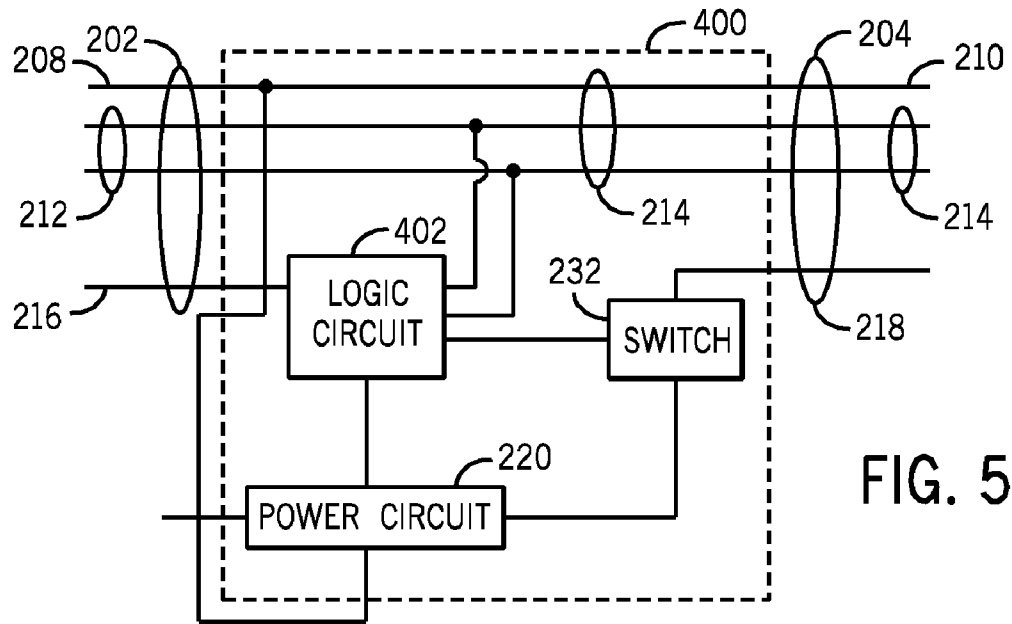 400
202
204
208
210
212
214
214
402
232
216
LOGIC
CIRCUIT
SWITCH
218
220
POWER CIRCUIT
FIG. 5